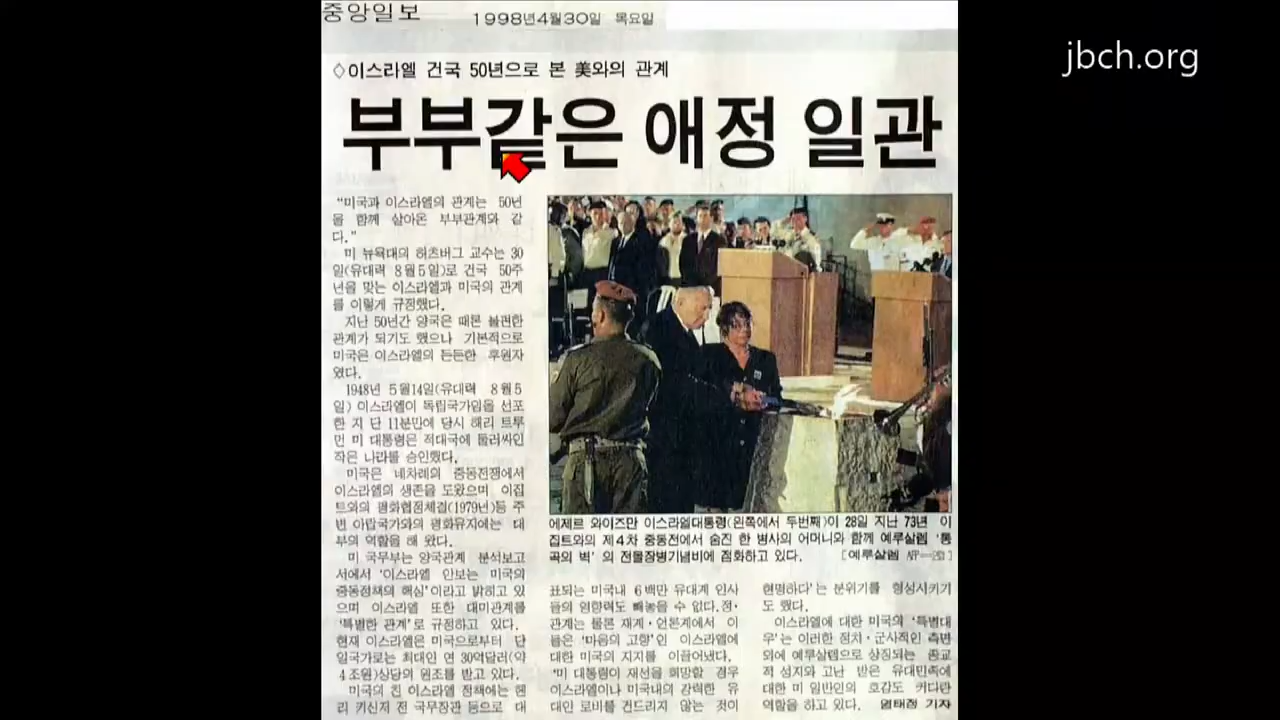 중앙일보
1998년4월30일 목요일
jbch.org
◇이스라엘 건국 50년으로 본 美와의 관계
부부같은 애정 일관
“미국과 이스라엘의 관계는 50년
을 함께 살아온 부부관계와 같
다.”
미 뉴욕대의 허츠버그 교수는 30
일(유대력 8월5일)로 건국 50주
년을 맞는 이스라엘과 미국의 관계
를 이렇게 규정했다.
지난 50년간 양국은 때론 불편한
관계가 되기도 했으나 기본적으로
미국은 이스라엘의 든든한 후원자
였다.
1948년 5월14일(유대력 8월5
일) 이스라엘이 독립국가임을 선포
한 지 단 11분만에 당시 해리 트루
먼 미 대통령은 적대국에 둘러싸인
작은 나라를 승인했다.
미국은 네차례의 중동전쟁에서
이스라엘의 생존을 도왔으며 이집
트와의 평화협정체결(1979년)등 주
변 아랍국가와의 평화유지에는 대
부의 역할을 해 왔다.
미 국무부는 양국관계 분석보고
서에서 ‘이스라엘 안보는 미국의
중동정책의 핵심’이라고 밝히고 있
으며 이스라엘 또한 대미관계를
‘특별한 관계’로 규정하고 있다.
현재 이스라엘은 미국으로부터 단
일국가로는 최대인 연 30억달러(약
4조원)상당의 원조를 받고 있다.
미국의 친 이스라엘 정책에는 헨
리 키신저 전 국무장관 등으로 대
에제르 와이즈만 이스라엘대통령(왼쪽에서 두번째)이 28일 지난 73년 이
집트와의 제4차 중동전에서 숨진 한 병사의 어머니와 함께 예루살렘 ‘통
곡의 벽’의 전몰장병기념비에 점화하고 있다. [예루살렘 AFP=연합]
표되는 미국내 6백만 유대계 인사
들의 영향력도 빼놓을 수 없다. 정·
관계는 물론 재계·언론계에서 이
들은 ‘마음의 고향’인 이스라엘에
대한 미국의 지지를 이끌어냈다.
‘미 대통령이 재선을 희망할 경우
이스라엘이나 미국내의 강력한 유
대인 로비를 건드리지 않는 것이
현명하다’는 분위기를 형성시키기
도 했다.
이스라엘에 대한 미국의 ‘특별대
우’는 이러한 정치·군사적인 측면
외에 예루살렘으로 상징되는 종교
적 성지와 고난 받은 유대민족에
대한 미 일반인의 호감도 커다란
역할을 하고 있다. 염태정 기자